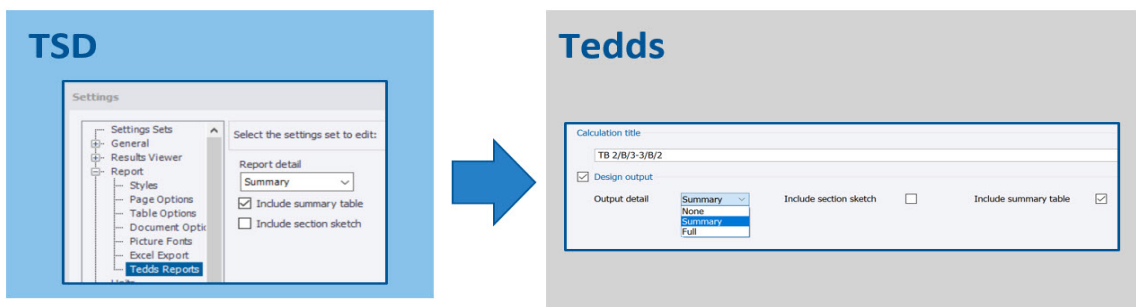 TSD
Settings
Settings Sets
General
Results Viewer
Report
Styles
Page Options
Table Options
Document Optic
Picture Fonts
Excel Export
Tedds Reports
Select the settings set to edit:
Report detail
Summary
Include summary table
Include section sketch
Tedds
Calculation title
TB 2/B/3-3/B/2
Design output
Output detail Summary Include section sketch Include summary table
None
Summary
Full